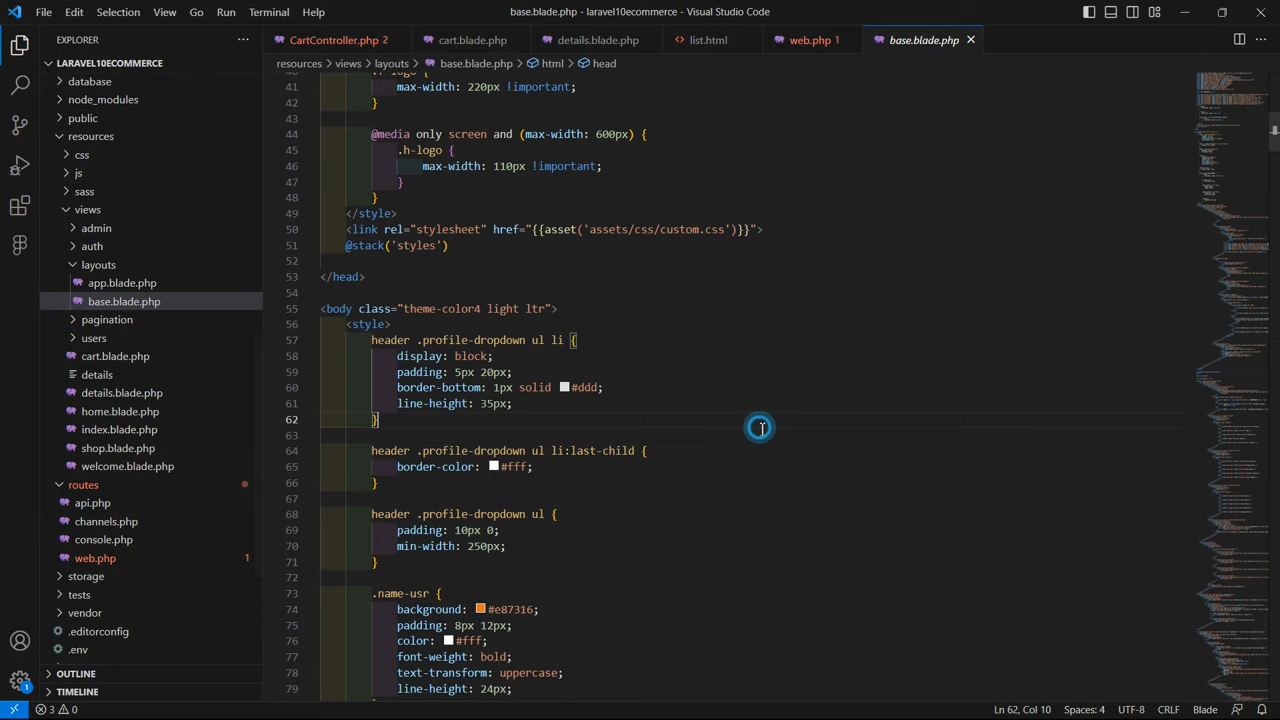 File Edit Selection View Go Run Terminal Help
base.blade.php - laravel10ecommerce - Visual Studio Code
EXPLORER
CartController.php 2
cart.blade.php
details.blade.php
list.html
web.php 1
base.blade.php
LARAVEL10ECOMMERCE
resources > views > layouts > base.blade.php > html > head
database
node_modules
public
resources
css
js
sass
views
admin
auth
layouts
app.blade.php
base.blade.php
pagination
users
cart.blade.php
details
details.blade.php
home.blade.php
index.blade.php
shop.blade.php
welcome.blade.php
routes
api.php
channels.php
console.php
web.php 1
storage
tests
vendor
.editorconfig
.env
OUTLINE
TIMELINE
41 max-width: 220px !important;
42 }
43
44 @media only screen and (max-width: 600px) {
45 .h-logo {
46 max-width: 110px !important;
47 }
48 }
49 </style>
50 <link rel="stylesheet" href="{{asset('assets/css/custom.css')}}">
51 @stack('styles')
52
53 </head>
54
55 <body class="theme-color4 light ltr">
56 <style>
57 header .profile-dropdown ul li {
58 display: block;
59 padding: 5px 20px;
60 border-bottom: 1px solid #ddd;
61 line-height: 35px;
62 }
63
64 header .profile-dropdown ul li:last-child {
65 border-color: #fff;
66 }
67
68 header .profile-dropdown ul {
69 padding: 10px 0;
70 min-width: 250px;
71 }
72
73 .name-usr {
74 background: #e87316;
75 padding: 8px 12px;
76 color: #fff;
77 font-weight: bold;
78 text-transform: uppercase;
79 line-height: 24px;
1
3 0
Ln 62, Col 10 Spaces: 4 UTF-8 CRLF Blade